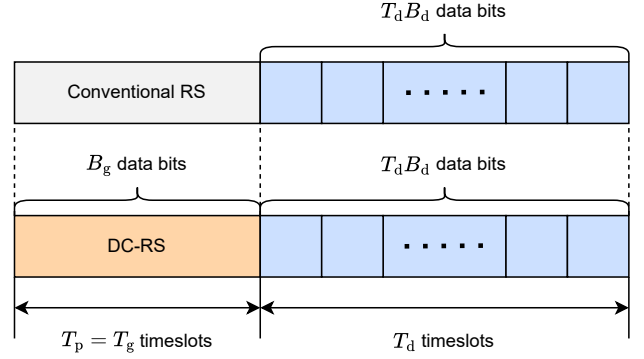 T_d B_d data bits
Conventional RS
.....
B_g data bits
T_d B_d data bits
DC-RS
.....
T_p = T_g timeslots
T_d timeslots